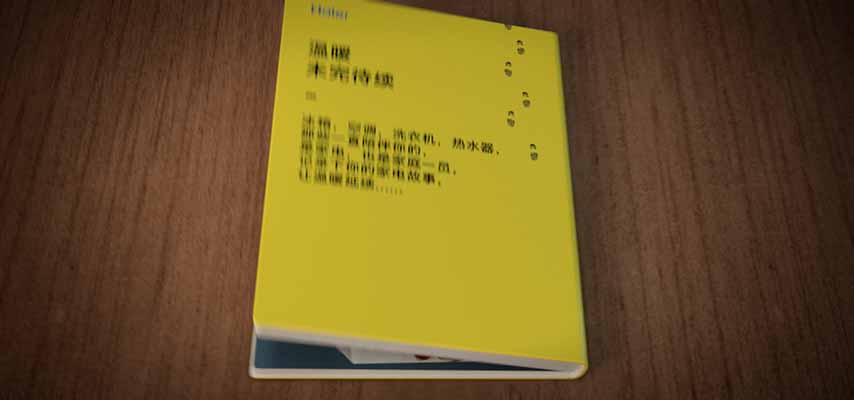 Haier
温暖
未完待续
冰箱，空调，洗衣机，热水器，
那些一直陪伴你的，
是家电，也是家庭一员，
记录下你的家电故事，
让温暖延续……